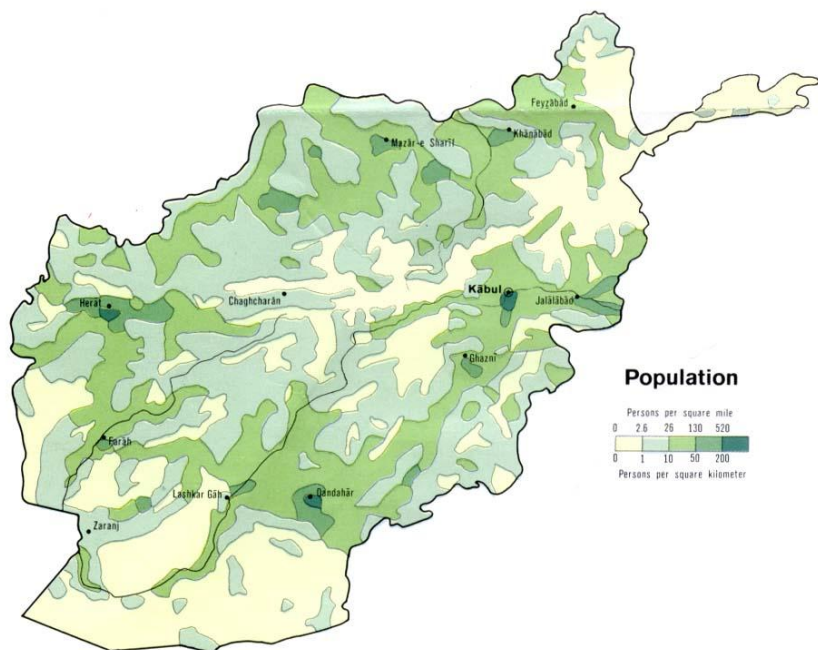 Feyzābād
Khānābād
Mazār-e Sharīf
Kābul
Jalālābād
Chaghcharān
Herāt
Ghaznī
Farāh
Lashkar Gāh
Qandahār
Zaranj
Population
Persons per square mile
0 2.6 26 130 520
0 1 10 50 200
Persons per square kilometer